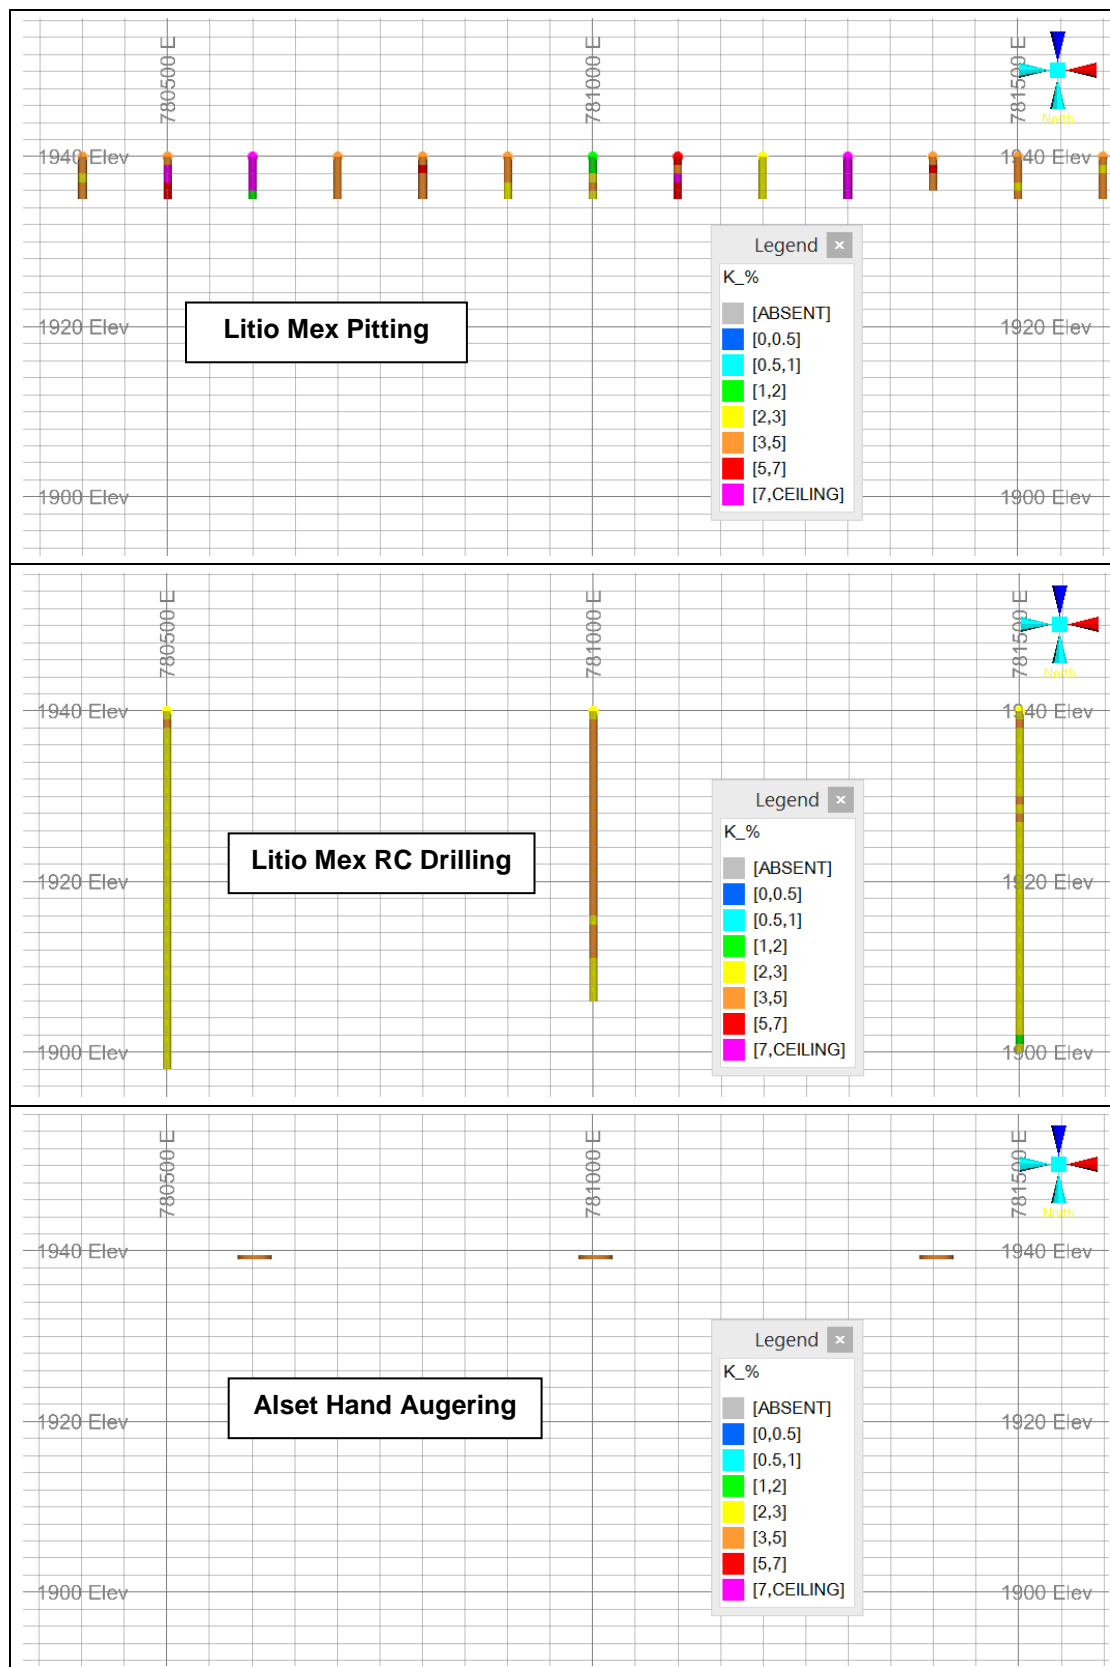 780500 E
781000 E
781500 E
North
1940 Elev
1940 Elev
Legend ×
K_%
[ABSENT]
[0,0.5]
[0.5,1]
[1,2]
[2,3]
[3,5]
[5,7]
[7,CEILING]
Litio Mex Pitting
1920 Elev
1920 Elev
1900 Elev
1900 Elev
780500 E
781000 E
781500 E
North
1940 Elev
1940 Elev
Legend ×
K_%
[ABSENT]
[0,0.5]
[0.5,1]
[1,2]
[2,3]
[3,5]
[5,7]
[7,CEILING]
Litio Mex RC Drilling
1920 Elev
1920 Elev
1900 Elev
1900 Elev
780500 E
781000 E
781500 E
North
1940 Elev
1940 Elev
Legend ×
K_%
[ABSENT]
[0,0.5]
[0.5,1]
[1,2]
[2,3]
[3,5]
[5,7]
[7,CEILING]
Alset Hand Augering
1920 Elev
1920 Elev
1900 Elev
1900 Elev